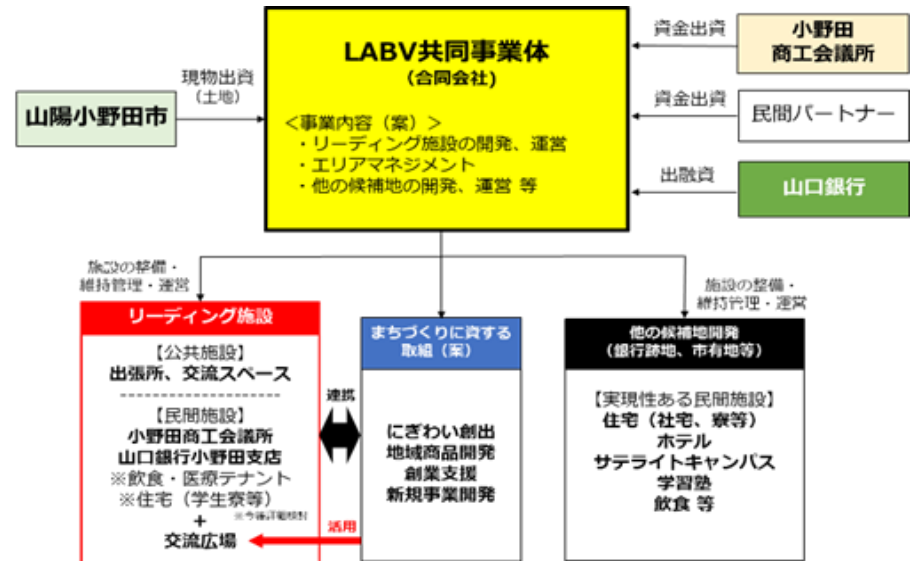 LABV共同事業体
(合同会社)
<事業内容（案）>
・リーディング施設の開発、運営
・エリアマネジメント
・他の候補地の開発、運営 等
山陽小野田市
現物出資
（土地）
資金出資
小野田
商工会議所
資金出資
民間パートナー
出融資
山口銀行
施設の整備・
維持管理・運営
リーディング施設
【公共施設】
出張所、交流スペース
【民間施設】
小野田商工会議所
山口銀行小野田支店
※飲食・医療テナント
※住宅（学生寮等）
※今後詳細検討
+
交流広場
連携
活用
まちづくりに資する
取組（案）
にぎわい創出
地域商品開発
創業支援
新規事業開発
施設の整備・
維持管理・運営
他の候補地開発
（銀行跡地、市有地等）
【実現性ある民間施設】
住宅（社宅、寮等）
ホテル
サテライトキャンパス
学習塾
飲食 等